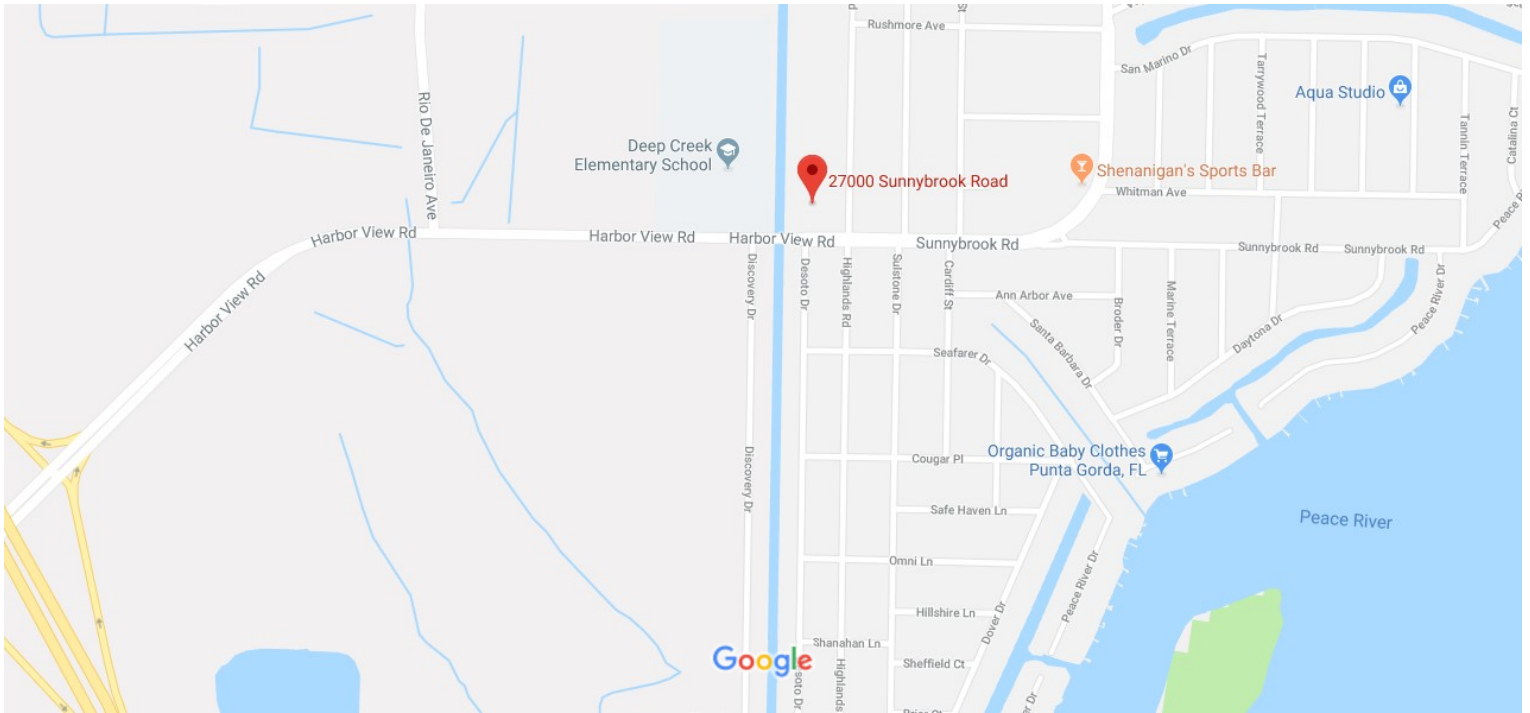 Rushmore Ave
San Marino Dr
Tarrywood Terrace
Aqua Studio
Tannin Terrace
Catalina Ct
Rio De Janeiro Ave
Deep Creek
Elementary School
27000 Sunnybrook Road
Shenanigan's Sports Bar
Whitman Ave
Harbor View Rd
Harbor View Rd
Harbor View Rd
Sunnybrook Rd
Sunnybrook Rd
Sunnybrook Rd
Harbor View Rd
Discovery Dr
Desoto Dr
Highlands Rd
Sulstone Dr
Cardiff St
Ann Arbor Ave
Broder Dr
Marine Terrace
Daytona Dr
Peace River Dr
Santa Barbara Dr
Seafarer Dr
Discovery Dr
Cougar Pl
Organic Baby Clothes
Punta Gorda, FL
Safe Haven Ln
Peace River
Omni Ln
Peace River Dr
Hillshire Ln
Dover Dr
Shanahan Ln
Google
Sheffield Ct
Highlands